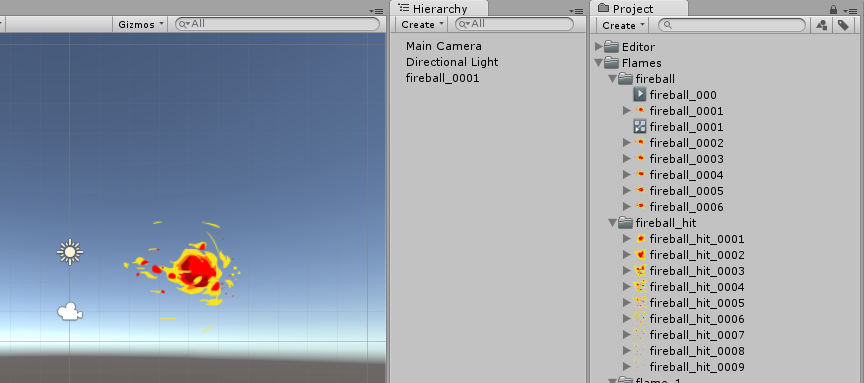 Gizmos
All
Hierarchy
Create
All
Main Camera
Directional Light
fireball_0001
Project
Create
Editor
Flames
fireball
fireball_000
fireball_0001
fireball_0001
fireball_0002
fireball_0003
fireball_0004
fireball_0005
fireball_0006
fireball_hit
fireball_hit_0001
fireball_hit_0002
fireball_hit_0003
fireball_hit_0004
fireball_hit_0005
fireball_hit_0006
fireball_hit_0007
fireball_hit_0008
fireball_hit_0009
flame_1